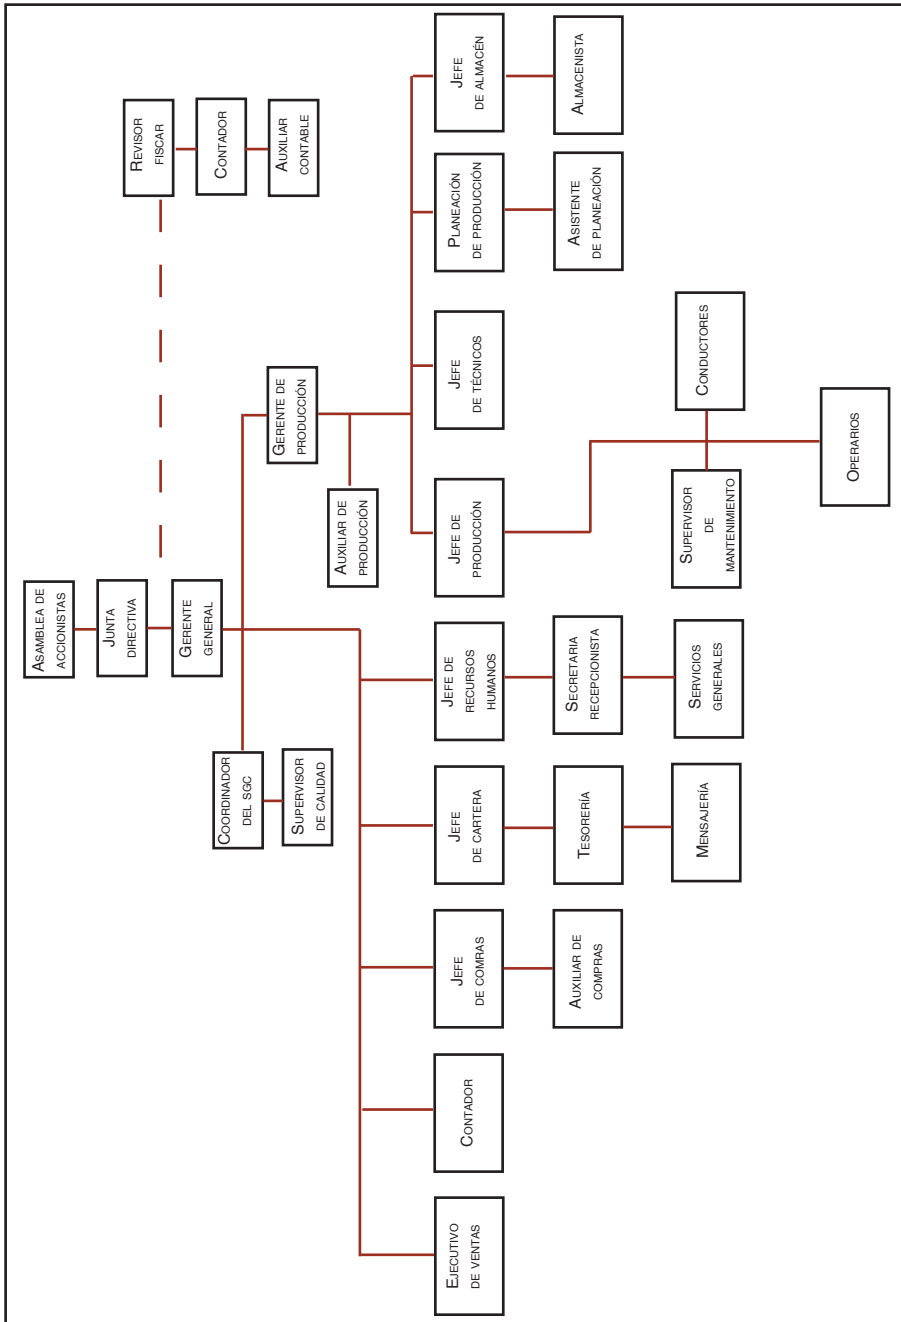 Asamblea de
accionistas
Junta
directiva
Gerente
general
Revisor
fiscar
Contador
Auxiliar
contable
Coordinador
del sgc
Supervisor
de calidad
Gerente de
producción
Auxiliar de
producción
Ejecutivo
de ventas
Contador
Jefe
de comras
Auxiliar de
compras
Jefe
de cartera
Tesorería
Mensajería
Jefe de
recursos
humanos
Secretaria
recepcionista
Servicios
generales
Jefe de
producción
Supervisor
de
mantenimiento
Conductores
Operarios
Jefe
de técnicos
Planeación
de producción
Asistente
de planeación
Jefe
de almacén
Almacenista